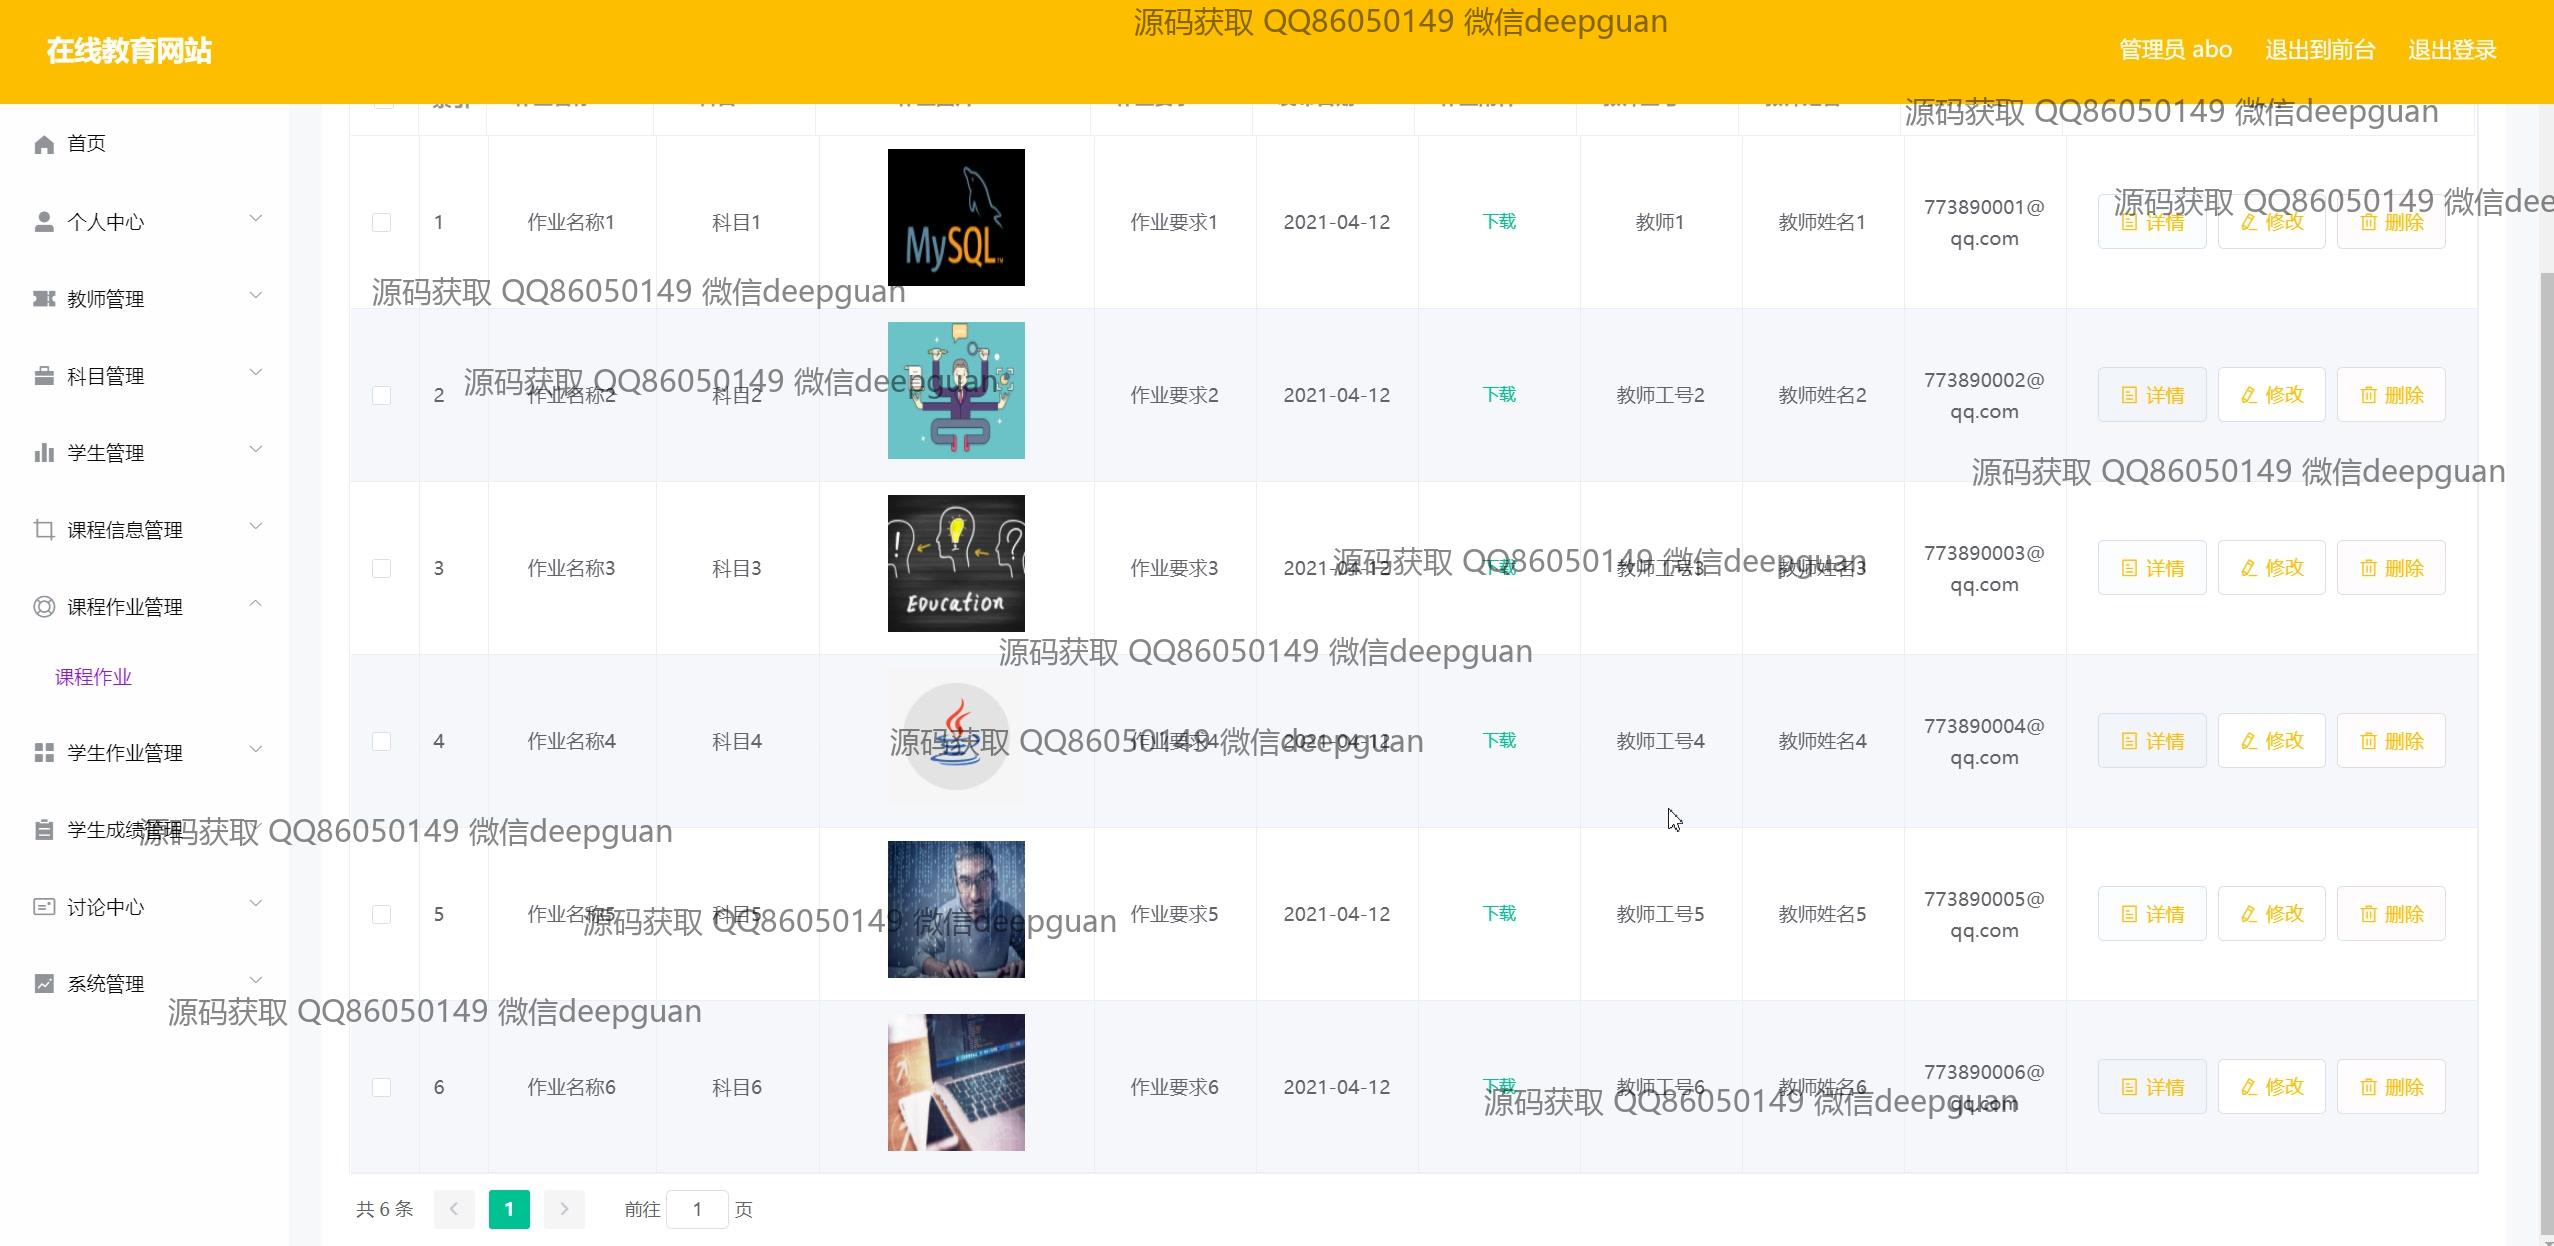 源码获取 QQ86050149 微信deepguan
在线教育网站
管理员 abo 退出到前台 退出登录
源码获取 QQ86050149 微信deepguan
首页
个人中心
教师管理
科目管理
学生管理
课程信息管理
课程作业管理
课程作业
学生作业管理
学生成绩管理
讨论中心
系统管理
源码获取 QQ86050149 微信dee
1 作业名称1 科目1 MySQL 作业要求1 2021-04-12 下载 教师1 教师姓名1 773890001@qq.com 详情 修改 删除
源码获取 QQ86050149 微信deepguan
源码获取 QQ86050149 微信deepguan
2 作业名称2 科目2 作业要求2 2021-04-12 下载 教师工号2 教师姓名2 773890002@qq.com 详情 修改 删除
源码获取 QQ86050149 微信deepguan
源码获取 QQ86050149 微信deepguan
3 作业名称3 科目3 EDUCATION 作业要求3 2021-04-12 下载 教师工号3 教师姓名3 773890003@qq.com 详情 修改 删除
源码获取 QQ86050149 微信deepguan
源码获取 QQ86050149 微信deepguan
4 作业名称4 科目4 作业要求4 2021-04-12 下载 教师工号4 教师姓名4 773890004@qq.com 详情 修改 删除
源码获取 QQ86050149 微信deepguan
5 作业名称5 科目5 作业要求5 2021-04-12 下载 教师工号5 教师姓名5 773890005@qq.com 详情 修改 删除
源码获取 QQ86050149 微信deepguan
源码获取 QQ86050149 微信deepguan
6 作业名称6 科目6 作业要求6 2021-04-12 下载 教师工号6 教师姓名6 773890006@qq.com 详情 修改 删除
源码获取 QQ86050149 微信deepguan
共 6 条 1 前往 1 页